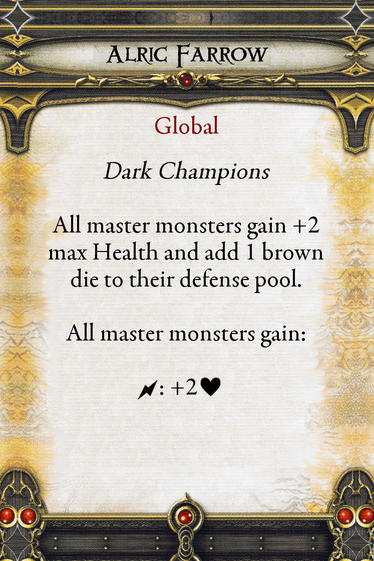 Alric Farrow
Global
Dark Champions
All master monsters gain +2
max Health and add 1 brown
die to their defense pool.
All master monsters gain:
: +2